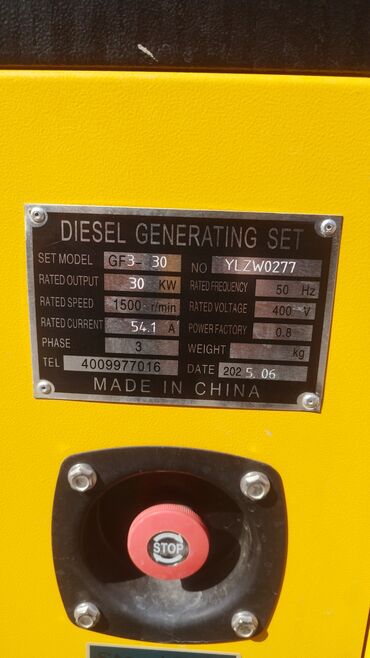 DIESEL GENERATING SET
SET MODEL GF3-30 NO YLZW0277
RATED OUTPUT 30 KW RATED FREQUENCY 50 Hz
RATED SPEED 1500 r/min RATED VOLTAGE 400 V
RATED CURRENT 54.1 A POWER FACTORY 0.8
PHASE 3 WEIGHT kg
TEL 4009977016 DATE 2025.06
MADE IN CHINA
STOP